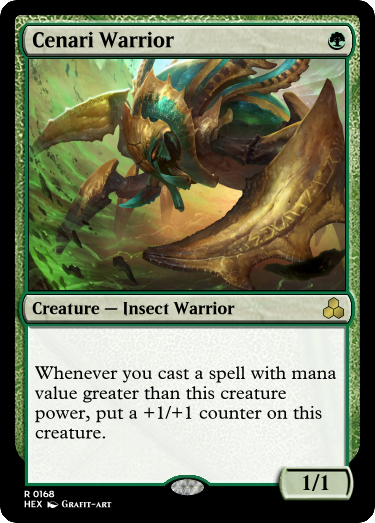 Cenari Warrior
Creature — Insect Warrior
Whenever you cast a spell with mana
value greater than this creature
power, put a +1/+1 counter on this
creature.
1/1
R 0168
HEX Grafit-art